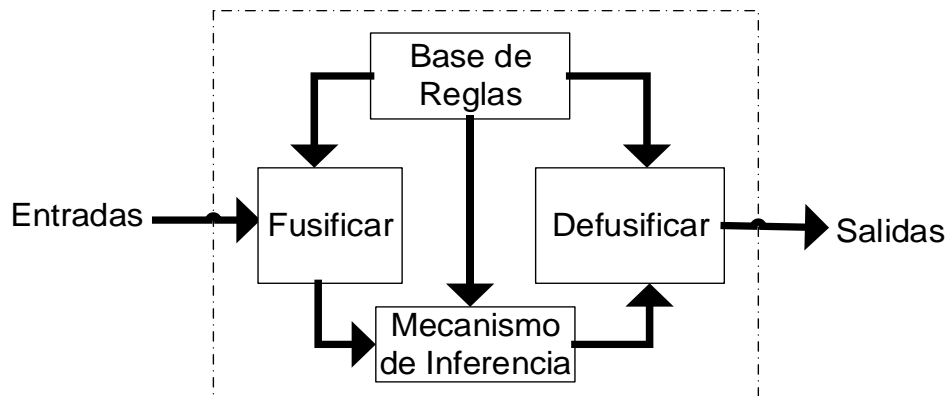 Base de
Reglas
Entradas
Fusificar
Defusificar
Salidas
Mecanismo
de Inferencia